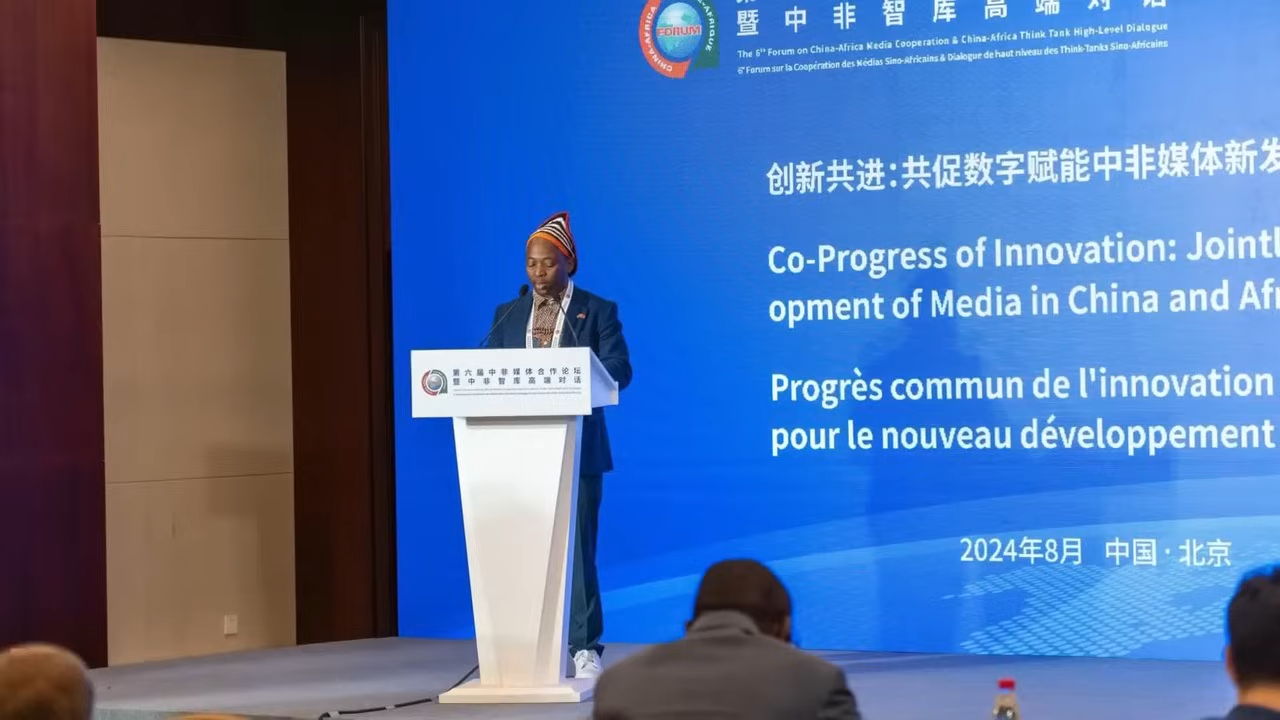 暨中非智库高端对话
The 6th Forum on China-Africa Media Cooperation & China-Africa Think Tank High-Level Dialogue
6e Forum sur la Coopération des Médias Sino-Africains & Dialogue de haut niveau des Think-Tanks Sino-Africains
CHINA-AFRICA
FORUM
创新共进：共促数字赋能中非媒体新发
Co-Progress of Innovation: Jointl
opment of Media in China and Afr
Progrès commun de l'innovation
pour le nouveau développement
2024年8月 中国·北京
第六届中非媒体合作论坛
暨中非智库高端对话